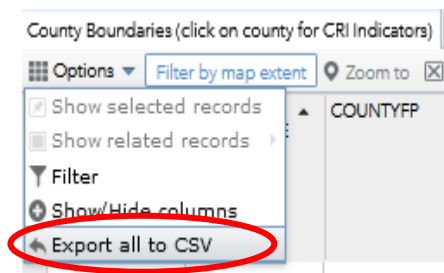 County Boundaries (click on county for CRI Indicators)
Options Filter by map extent Zoom to
Show selected records
COUNTYFP
Show related records
Filter
Show/Hide columns
Export all to CSV